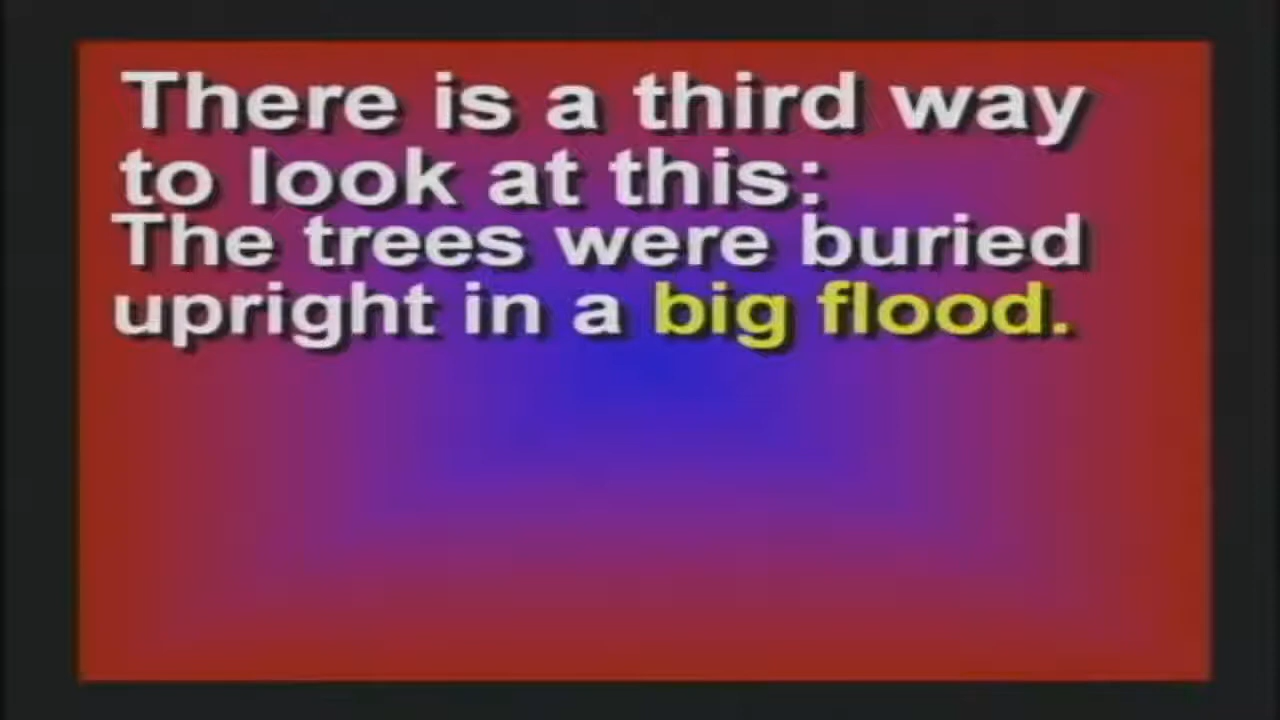 There is a third way
to look at this:
The trees were buried
upright in a big flood.